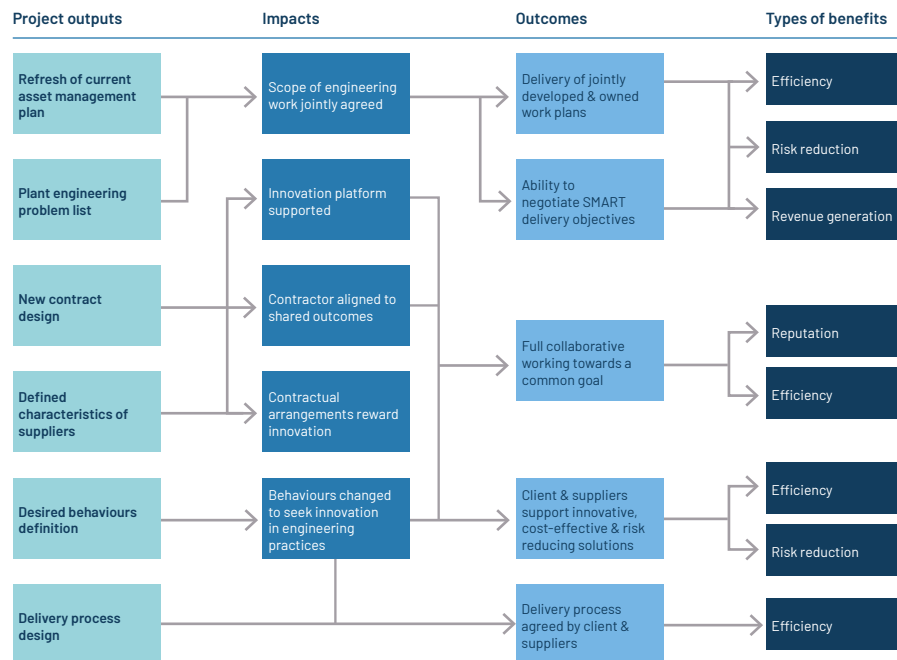 Project outputs
Impacts
Outcomes
Types of benefits
Refresh of current
asset management
plan
Plant engineering
problem list
New contract
design
Defined
characteristics of
suppliers
Desired behaviours
definition
Delivery process
design
Scope of engineering
work jointly agreed
Innovation platform
supported
Contractor aligned to
shared outcomes
Contractual
arrangements reward
innovation
Behaviours changed
to seek innovation
in engineering
practices
Delivery of jointly
developed & owned
work plans
Ability to
negotiate SMART
delivery objectives
Full collaborative
working towards a
common goal
Client & suppliers
support innovative,
cost-effective & risk
reducing solutions
Delivery process
agreed by client &
suppliers
Efficiency
Risk reduction
Revenue generation
Reputation
Efficiency
Efficiency
Risk reduction
Efficiency